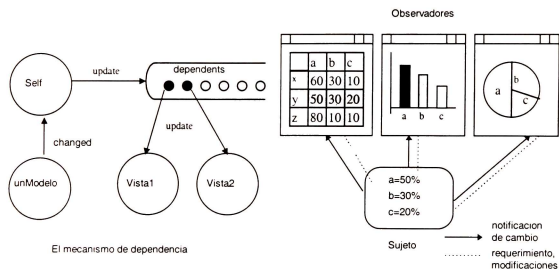 Observadores
dependents
update
Self
update
changed
unModelo
Vista1
Vista2
El mecanismo de dependencia
a b c
x 60 30 10
y 50 30 20
z 80 10 10
a b c
a b c
a=50%
b=30%
c=20%
Sujeto
notificacion
de cambio
requerimiento,
modificaciones